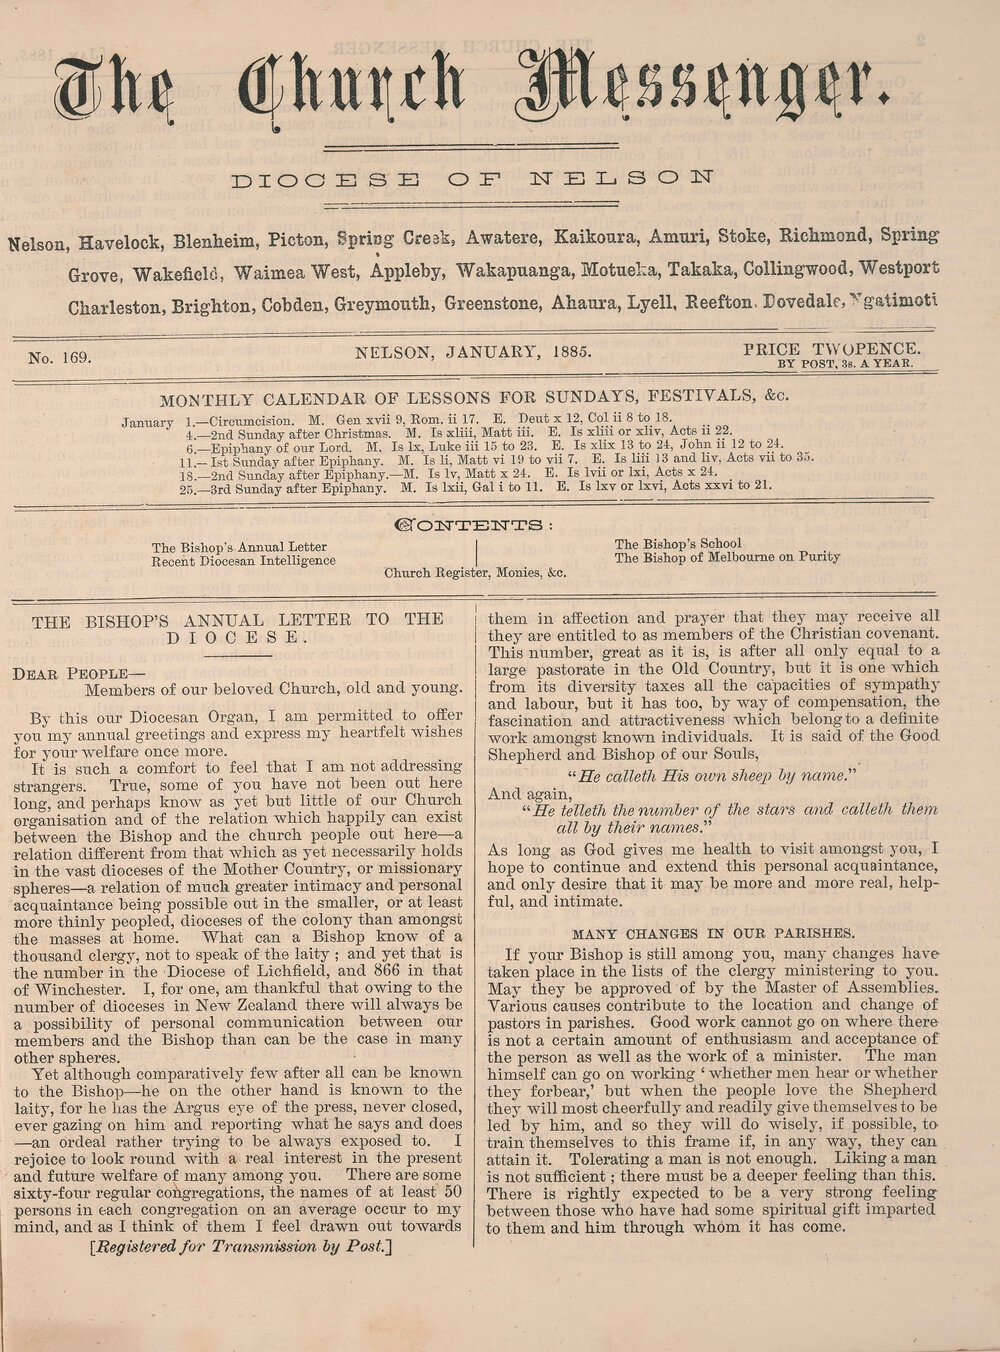 The Church Messenger.
DIOCESE OF NELSON
Nelson, Havelock, Blenheim, Picton, Spring Creek, Awatere, Kaikoura, Amuri, Stoke, Richmond, Spring
Grove, Wakefield, Waimea West, Appleby, Wakapuanga, Motueka, Takaka, Collingwood, Westport
Charleston, Brighton, Cobden, Greymouth, Greenstone, Ahaura, Lyell, Reefton. Dovedale, Ngatimoti
No. 169.
NELSON, JANUARY, 1885.
PRICE TWOPENCE.
BY POST, 3s. A YEAR.
MONTHLY CALENDAR OF LESSONS FOR SUNDAYS, FESTIVALS, &c.
January 1.—Circumcision. M. Gen xvii 9, Rom. ii 17. E. Deut x 12, Col ii 8 to 18.
4.—2nd Sunday after Christmas. M. Is xliii, Matt iii. E. Is xliii or xliv, Acts ii 22.
6.—Epiphany of our Lord. M. Is lx, Luke iii 15 to 23. E. Is xlix 13 to 24, John ii 12 to 24.
11.—1st Sunday after Epiphany. M. Is li, Matt vi 19 to vii 7. E. Is liii 13 and liv, Acts vii to 35.
18.—2nd Sunday after Epiphany.—M. Is lv, Matt x 24. E. Is lvii or lxi, Acts x 24.
25.—3rd Sunday after Epiphany. M. Is lxii, Gal i to 11. E. Is lxv or lxvi, Acts xxvi to 21.
CONTENTS:
The Bishop's Annual Letter
Recent Diocesan Intelligence
The Bishop's School
The Bishop of Melbourne on Purity
Church Register, Monies, &c.
THE BISHOP'S ANNUAL LETTER TO THE
DIOCESE.
DEAR PEOPLE—
Members of our beloved Church, old and young.
By this our Diocesan Organ, I am permitted to offer
you my annual greetings and express my heartfelt wishes
for your welfare once more.
It is such a comfort to feel that I am not addressing
strangers. True, some of you have not been out here
long, and perhaps know as yet but little of our Church
organisation and of the relation which happily can exist
between the Bishop and the church people out here—a
relation different from that which as yet necessarily holds
in the vast dioceses of the Mother Country, or missionary
spheres—a relation of much greater intimacy and personal
acquaintance being possible out in the smaller, or at least
more thinly peopled, dioceses of the colony than amongst
the masses at home. What can a Bishop know of a
thousand clergy, not to speak of the laity; and yet that is
the number in the Diocese of Lichfield, and 866 in that
of Winchester. I, for one, am thankful that owing to the
number of dioceses in New Zealand there will always be
a possibility of personal communication between our
members and the Bishop than can be the case in many
other spheres.
Yet although comparatively few after all can be known
to the Bishop—he on the other hand is known to the
laity, for he has the Argus eye of the press, never closed,
ever gazing on him and reporting what he says and does
—an ordeal rather trying to be always exposed to. I
rejoice to look round with a real interest in the present
and future welfare of many among you. There are some
sixty-four regular congregations, the names of at least 50
persons in each congregation on an average occur to my
mind, and as I think of them I feel drawn out towards
[Registered for Transmission by Post.]
them in affection and prayer that they may receive all
they are entitled to as members of the Christian covenant.
This number, great as it is, is after all only equal to a
large pastorate in the Old Country, but it is one which
from its diversity taxes all the capacities of sympathy
and labour, but it has too, by way of compensation, the
fascination and attractiveness which belong to a definite
work amongst known individuals. It is said of the Good
Shepherd and Bishop of our Souls,
"He calleth His own sheep by name."
And again,
"He telleth the number of the stars and calleth them
all by their names."
As long as God gives me health to visit amongst you, I
hope to continue and extend this personal acquaintance,
and only desire that it may be more and more real, help-
ful, and intimate.
MANY CHANGES IN OUR PARISHES.
If your Bishop is still among you, many changes have
taken place in the lists of the clergy ministering to you.
May they be approved of by the Master of Assemblies.
Various causes contribute to the location and change of
pastors in parishes. Good work cannot go on where there
is not a certain amount of enthusiasm and acceptance of
the person as well as the work of a minister. The man
himself can go on working 'whether men hear or whether
they forbear,' but when the people love the Shepherd
they will most cheerfully and readily give themselves to be
led by him, and so they will do wisely, if possible, to
train themselves to this frame if, in any way, they can
attain it. Tolerating a man is not enough. Liking a man
is not sufficient; there must be a deeper feeling than this.
There is rightly expected to be a very strong feeling
between those who have had some spiritual gift imparted
to them and him through whom it has come.